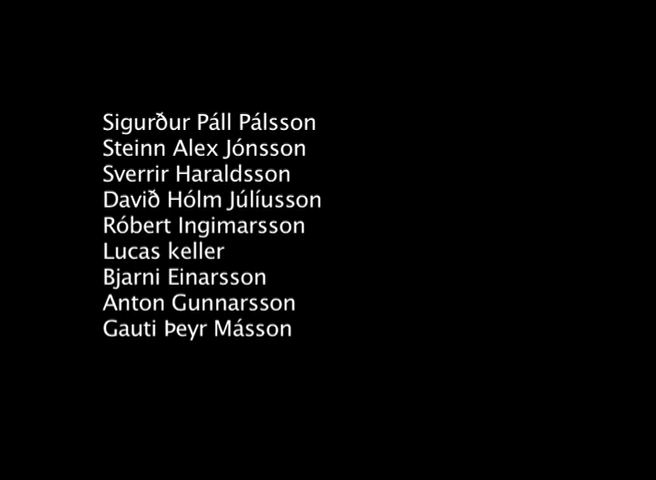 Sigurður Páll Pálsson
Steinn Alex Jónsson
Sverrir Haraldsson
Davið Hólm Júlíusson
Róbert Ingimarsson
Lucas keller
Bjarni Einarsson
Anton Gunnarsson
Gauti Þeyr Másson